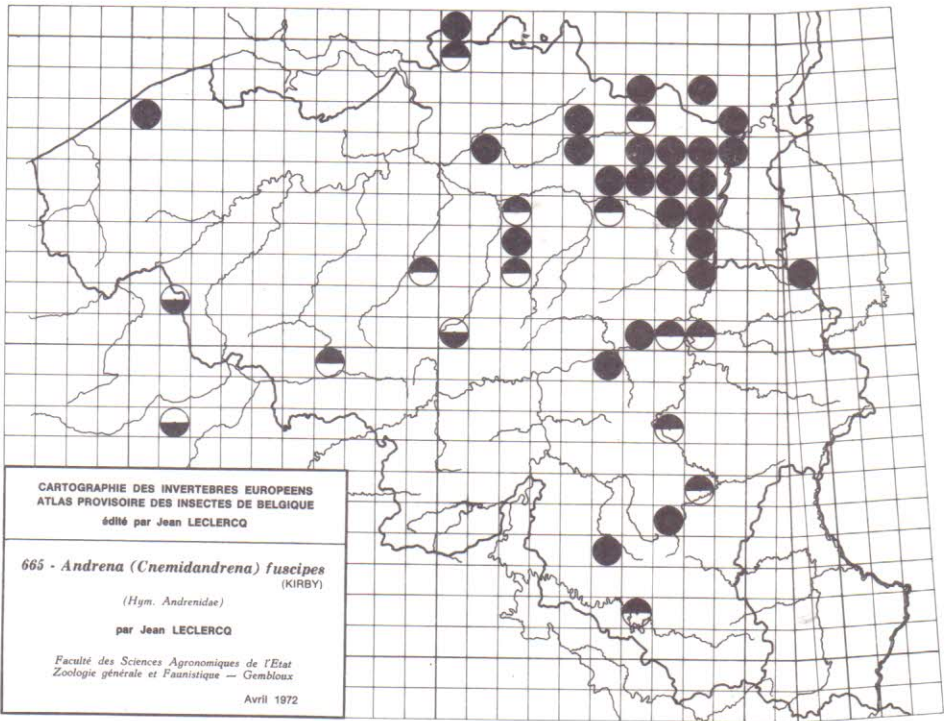 CARTOGRAPHIE DES INVERTEBRES EUROPEENS
ATLAS PROVISOIRE DES INSECTES DE BELGIQUE
édité par Jean LECLERCQ
665 - Andrena (Cnemidandrena) fuscipes
(KIRBY)
(Hym. Andrenidae)
par Jean LECLERCQ
Faculté des Sciences Agronomiques de l'Etat
Zoologie générale et Faunistique — Gembloux
Avril 1972